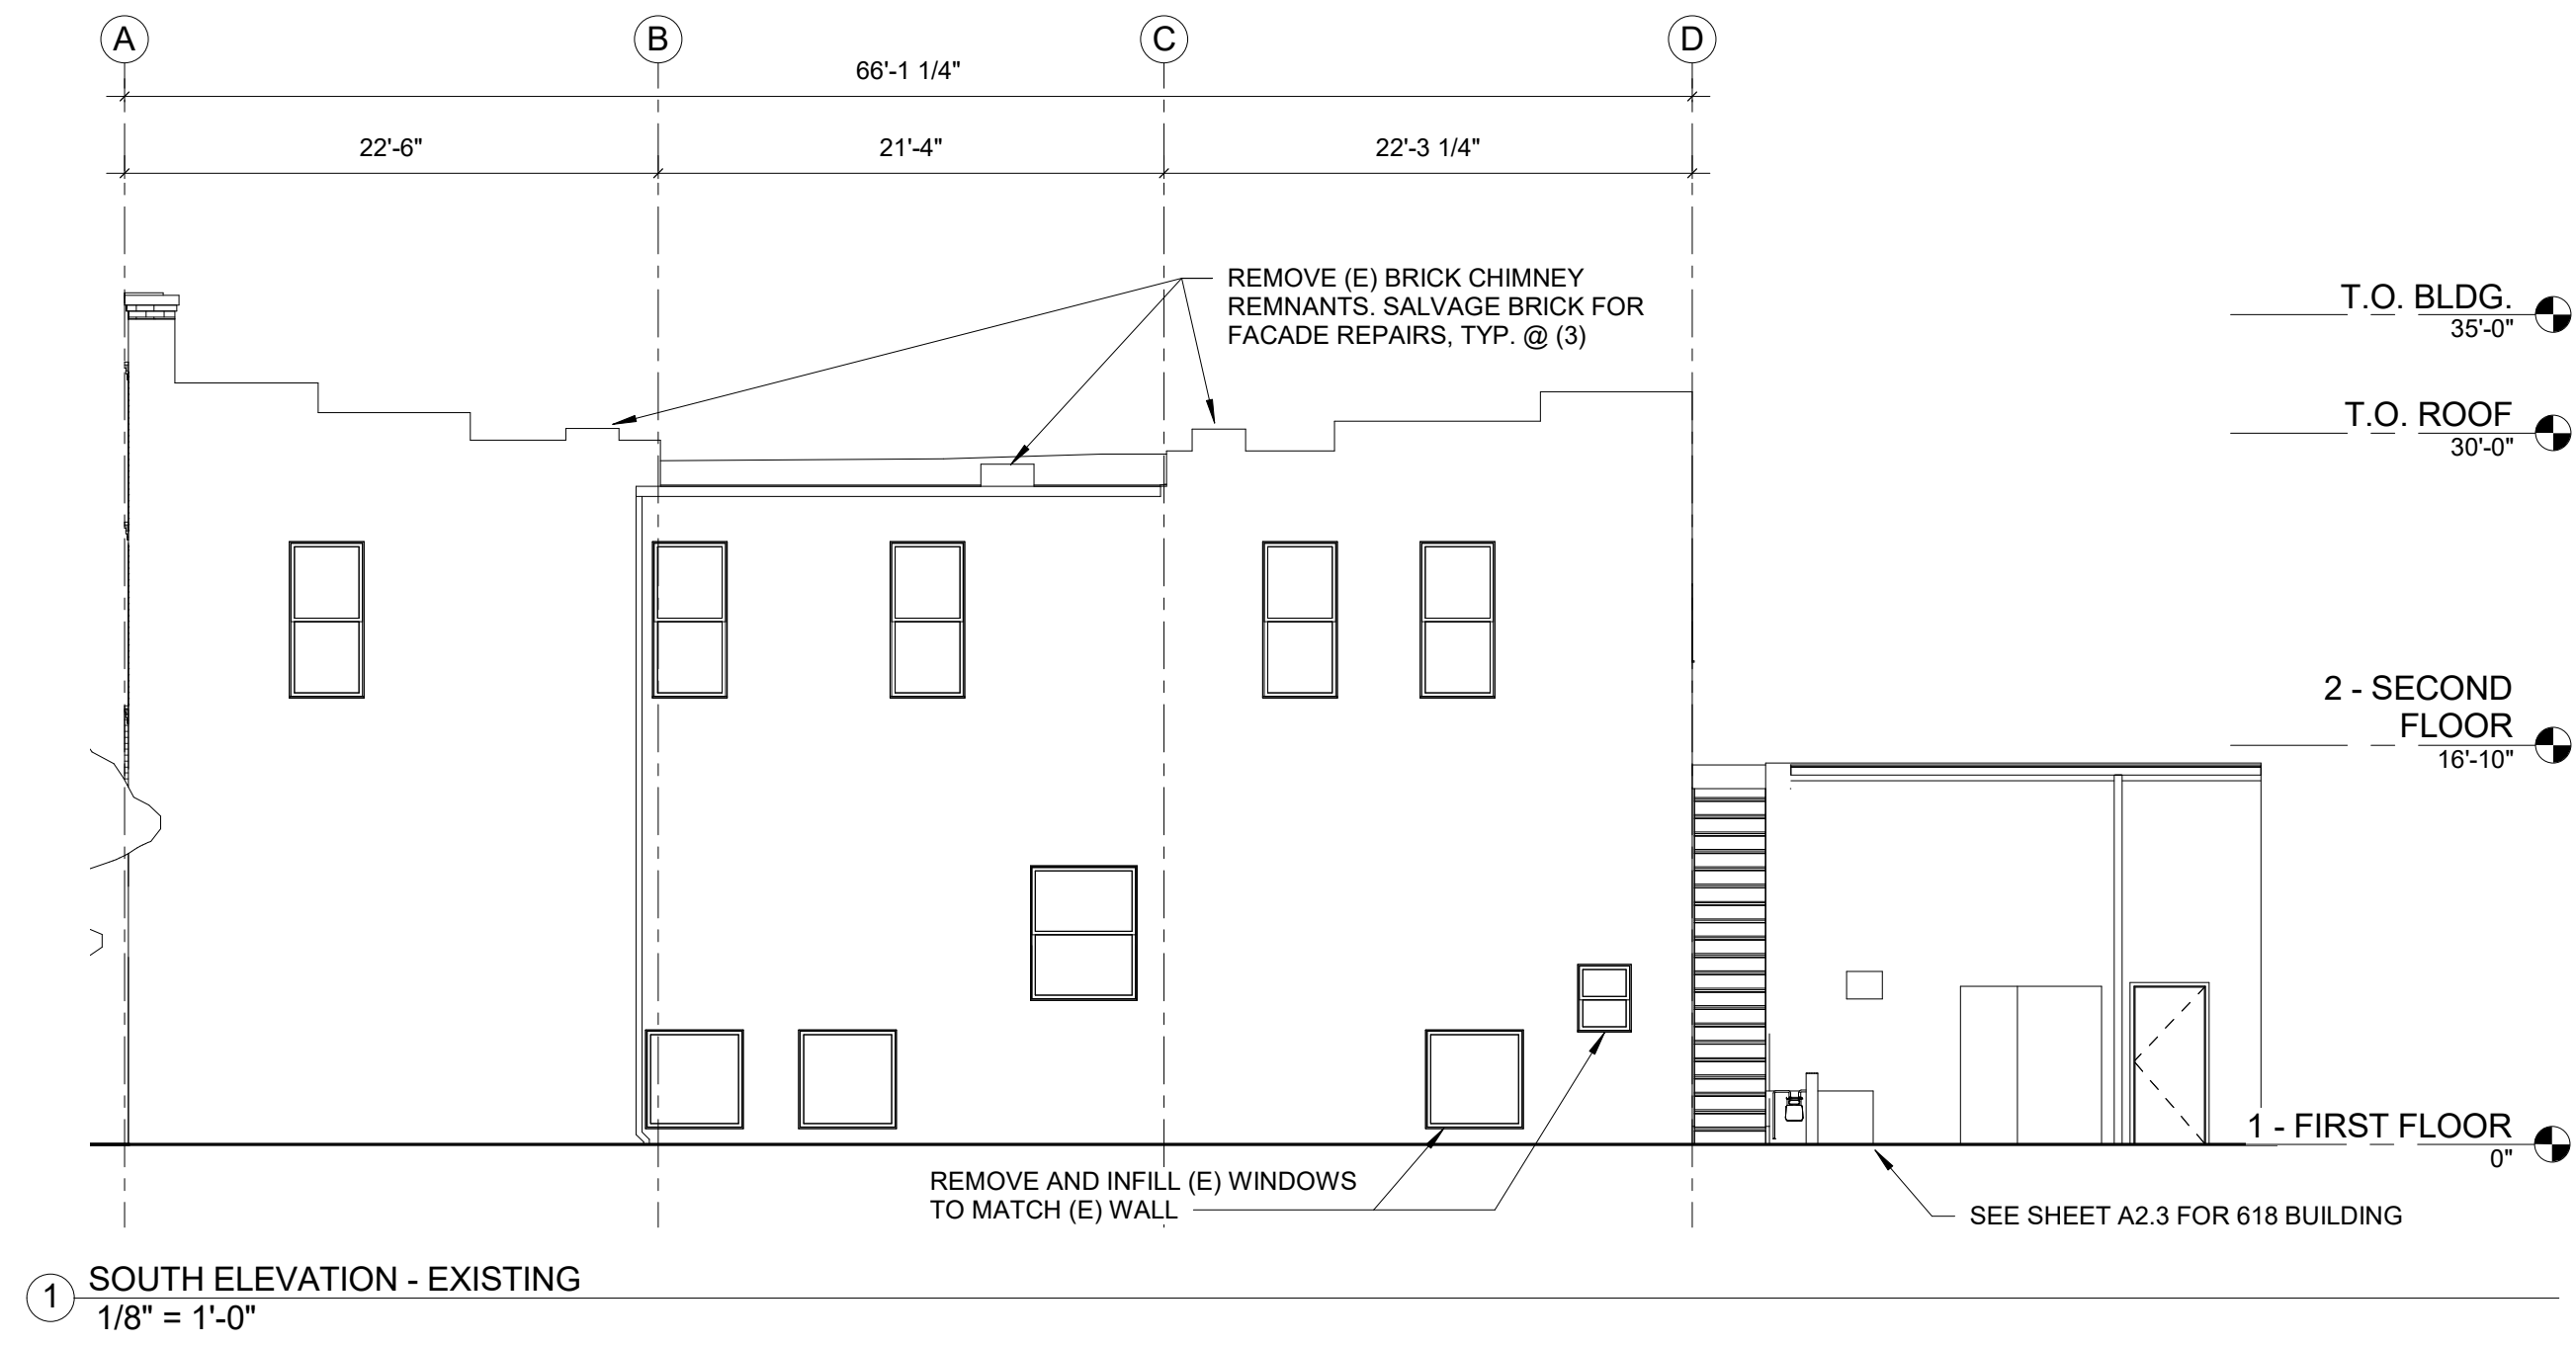 A B C D
66'-1 1/4"
22'-6" 21'-4" 22'-3 1/4"
REMOVE (E) BRICK CHIMNEY
REMNANTS. SALVAGE BRICK FOR
FACADE REPAIRS, TYP. @ (3)
T.O. BLDG.
35'-0"
T.O. ROOF
30'-0"
2 - SECOND
FLOOR
16'-10"
1 - FIRST FLOOR
0"
REMOVE AND INFILL (E) WINDOWS
TO MATCH (E) WALL
SEE SHEET A2.3 FOR 618 BUILDING
1 SOUTH ELEVATION - EXISTING
1/8" = 1'-0"